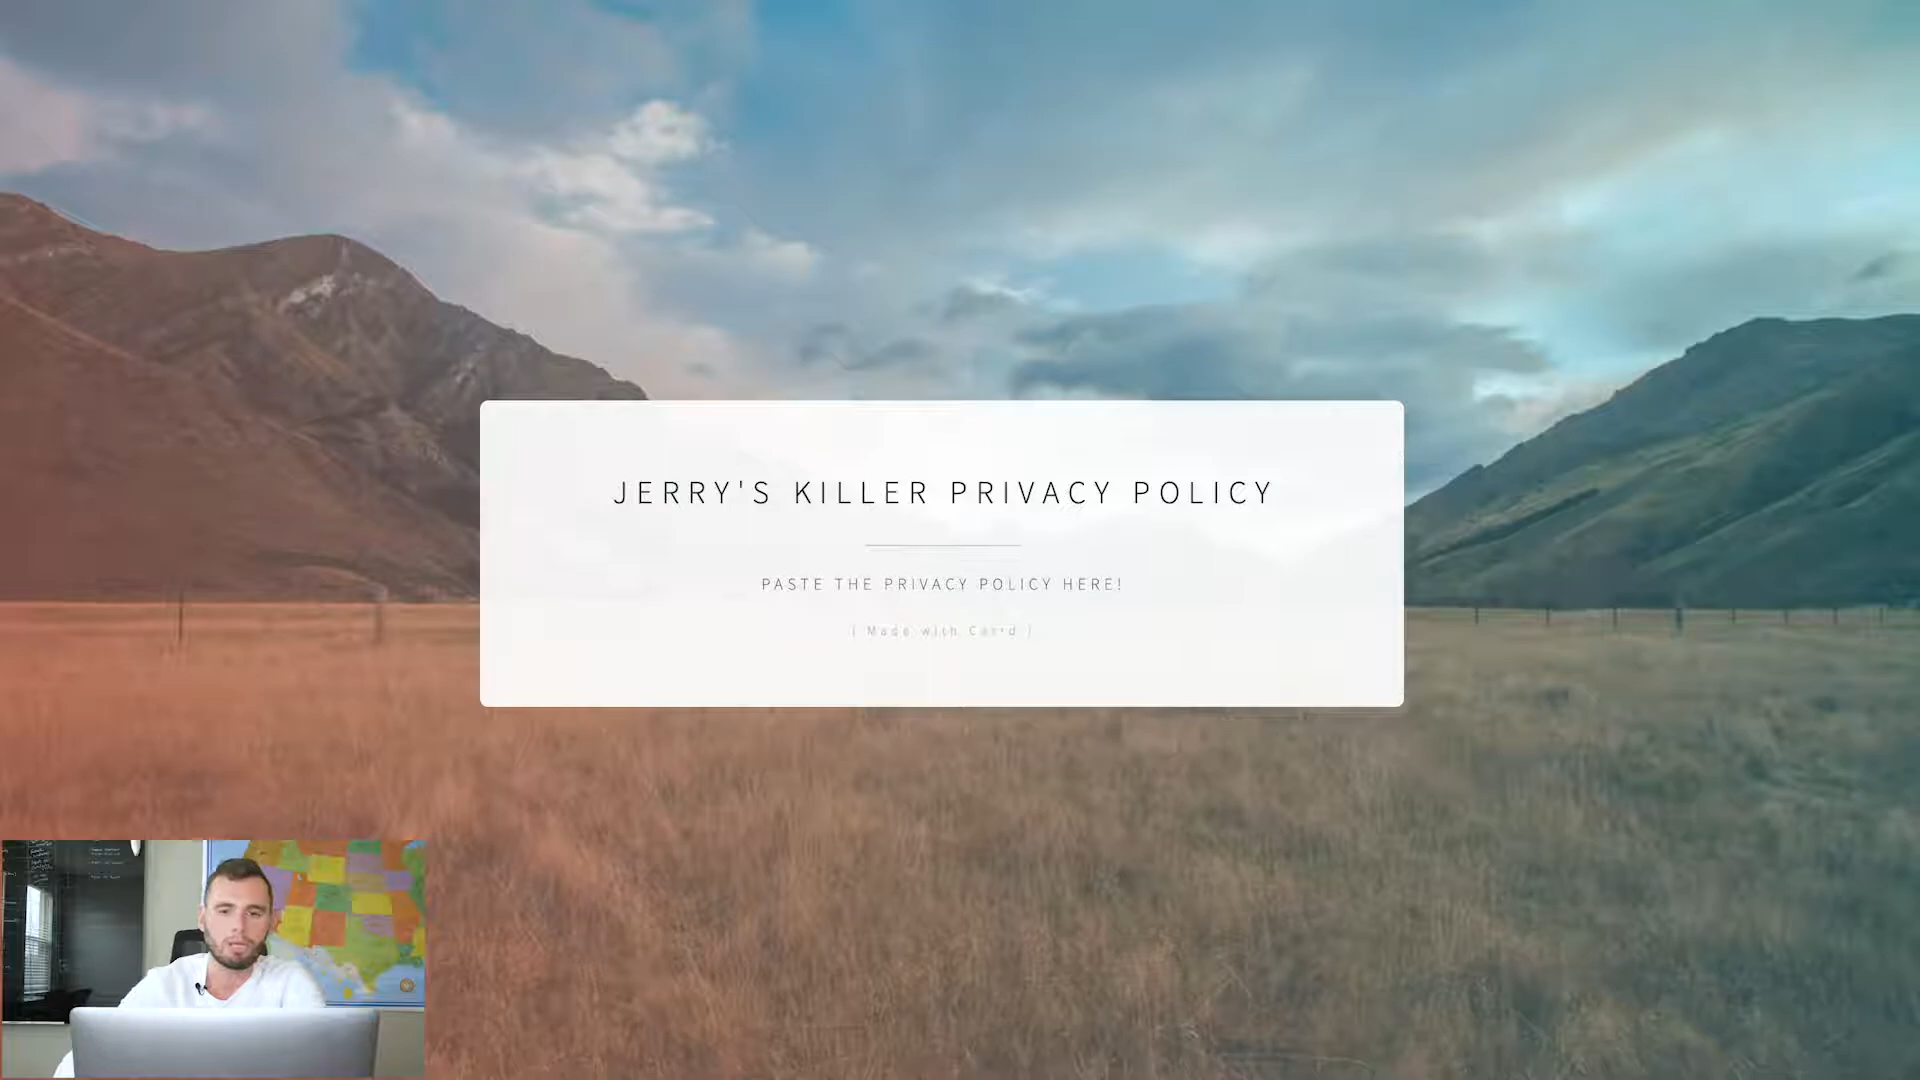 JERRY'S KILLER PRIVACY POLICY
PASTE THE PRIVACY POLICY HERE!
( Made with Carrd )